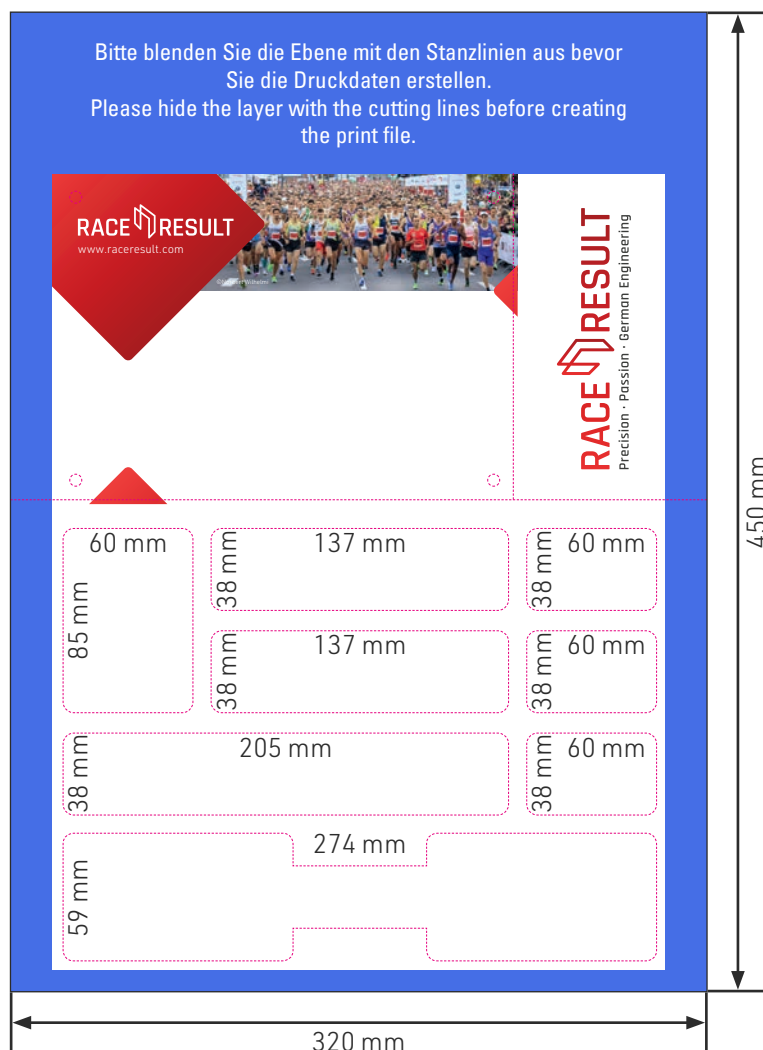 Bitte blenden Sie die Ebene mit den Stanzlinien aus bevor
Sie die Druckdaten erstellen.
Please hide the layer with the cutting lines before creating
the print file.
RACE RESULT
www.raceresult.com
RACE RESULT
Precision · Passion · German Engineering
450 mm
60 mm
85 mm
137 mm
38 mm
60 mm
38 mm
137 mm
38 mm
60 mm
38 mm
205 mm
38 mm
60 mm
38 mm
274 mm
59 mm
320 mm